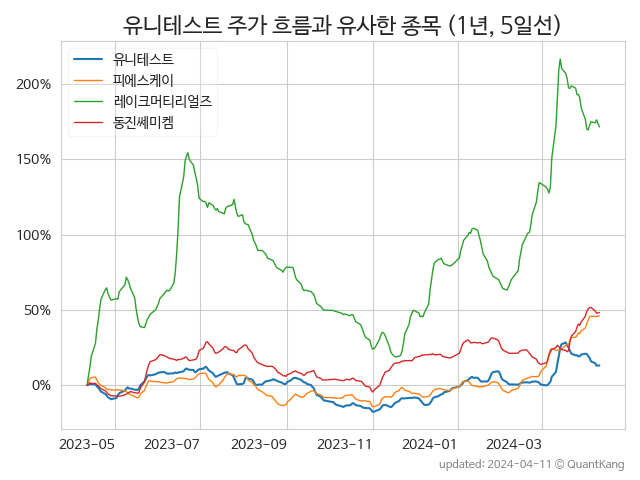 유니테스트 주가 흐름과 유사한 종목 (1년, 5일선)
유니테스트
피에스케이
레이크머티리얼즈
동진쎄미켐
200%
150%
100%
50%
0%
2023-05 2023-07 2023-09 2023-11 2024-01 2024-03
updated: 2024-04-11 © QuantKang